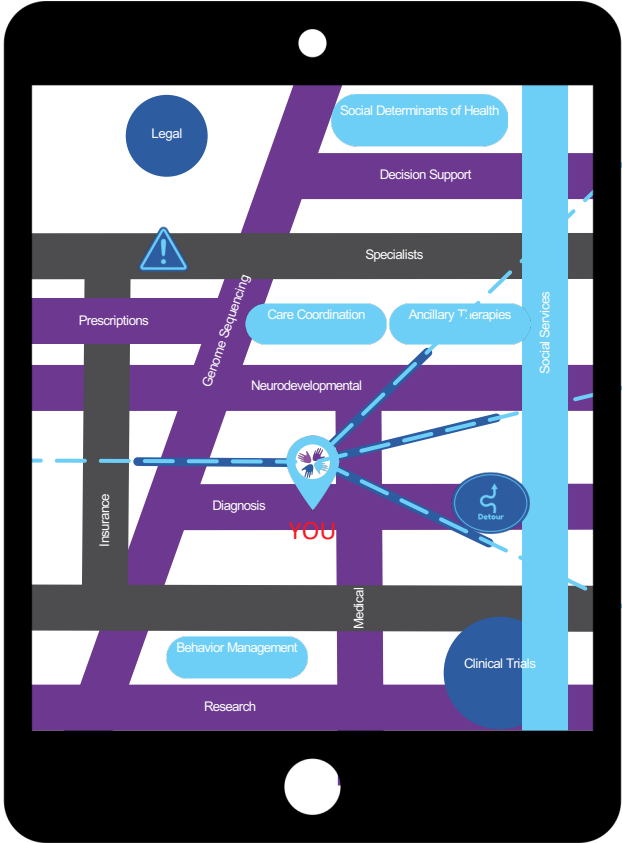 Social Determinants of Health
Legal
Decision Support
Specialists
Genome Sequencing
Care Coordination
Ancillary Therapies
Social Services
Prescriptions
Neurodevelopmental
Insurance
Diagnosis
Detour
YOU
Medical
Behavior Management
Clinical Trials
Research